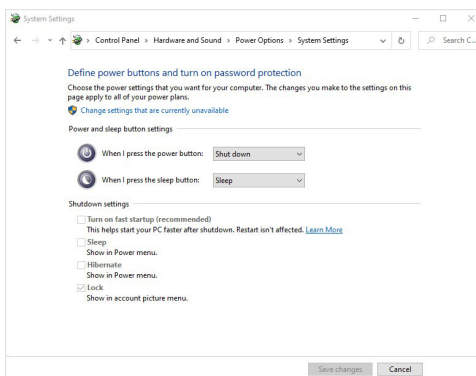 System Settings
Control Panel > Hardware and Sound > Power Options > System Settings
Search C...
Define power buttons and turn on password protection
Choose the power settings that you want for your computer. The changes you make to the settings on this
page apply to all of your power plans.
Change settings that are currently unavailable
Power and sleep button settings
When I press the power button: Shut down
When I press the sleep button: Sleep
Shutdown settings
Turn on fast startup (recommended)
This helps start your PC faster after shutdown. Restart isn't affected. Learn More
Sleep
Show in Power menu.
Hibernate
Show in Power menu.
Lock
Show in account picture menu.
Save changes Cancel